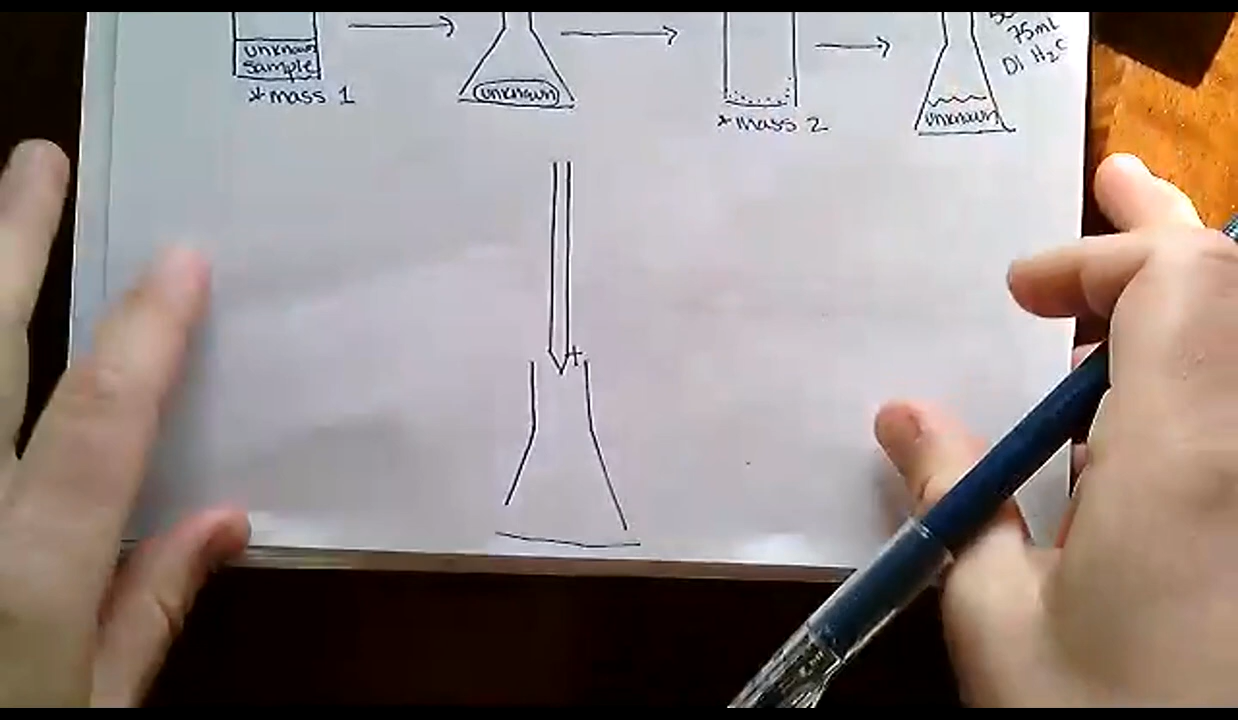 unknown
sample
*mass 1
unknown
*mass 2
75ml
DI H₂O
unknown